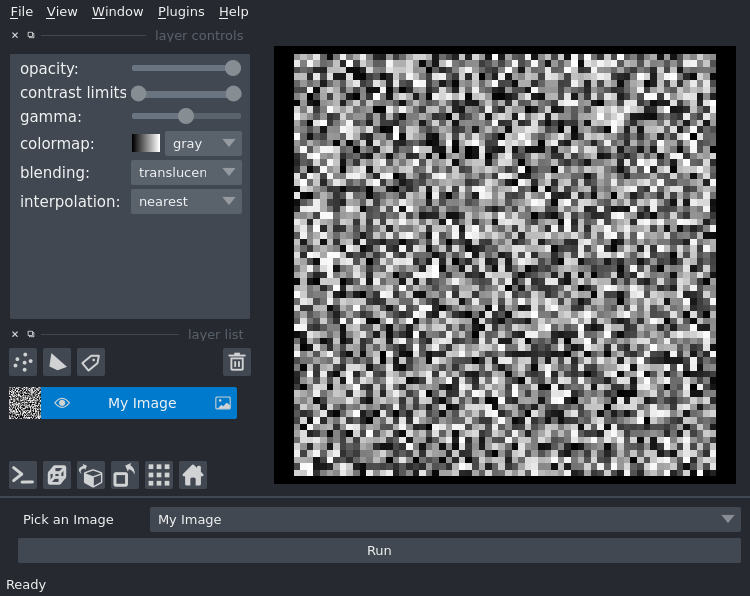 File View Window Plugins Help
layer controls
opacity:
contrast limits
gamma:
colormap: gray
blending: translucen
interpolation: nearest
layer list
My Image
Pick an Image My Image
Run
Ready